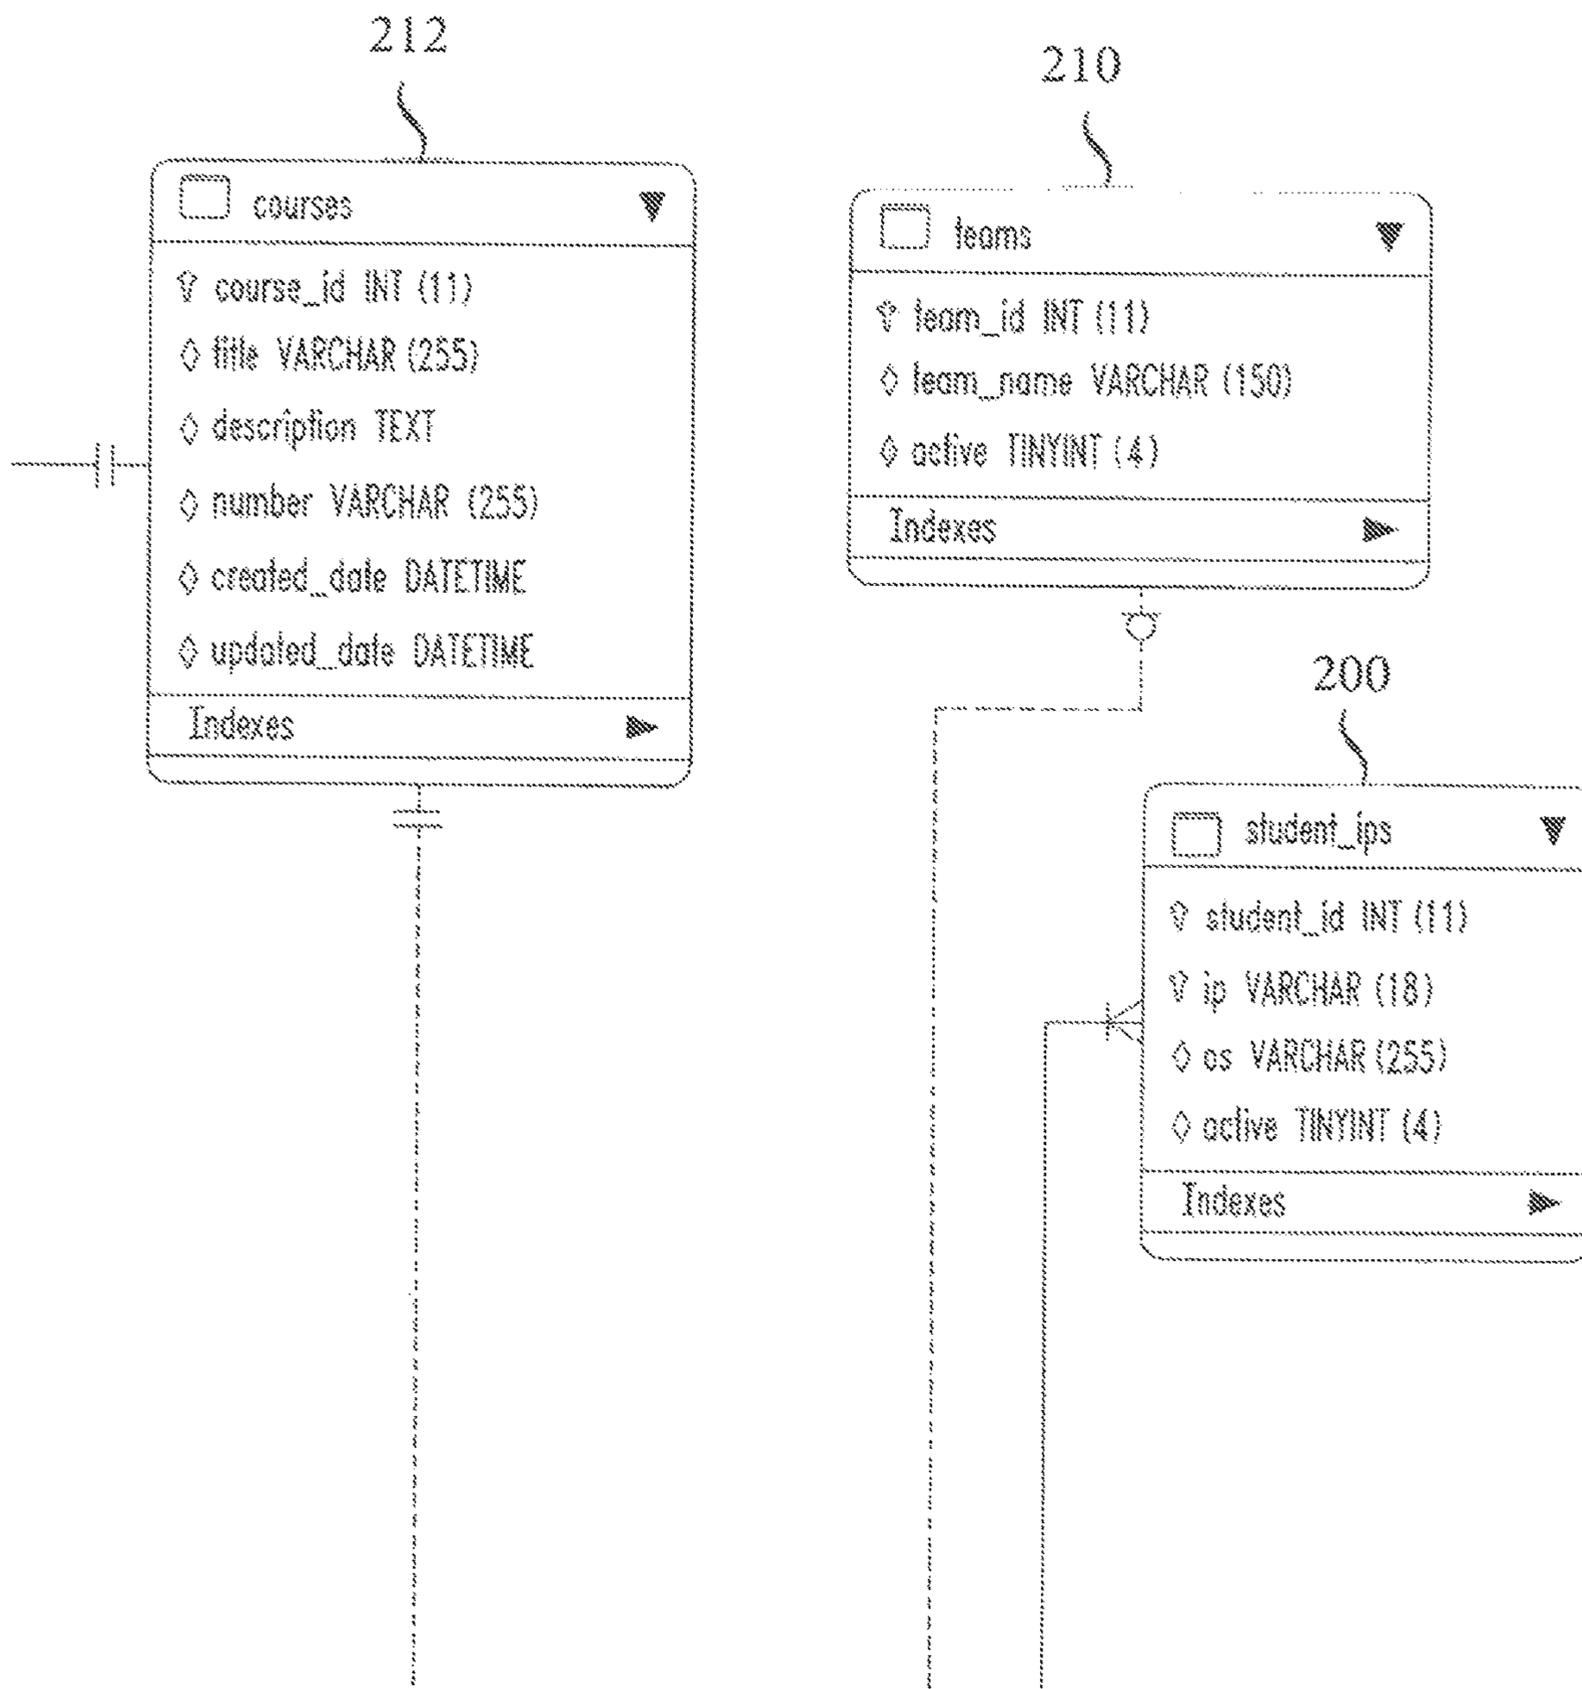 212
courses
course_id INT (11)
title VARCHAR (255)
description TEXT
number VARCHAR (255)
created_date DATETIME
updated_date DATETIME
Indexes
210
teams
team_id INT (11)
team_name VARCHAR (150)
active TINYINT (4)
Indexes
200
student_ips
student_id INT (11)
ip VARCHAR (18)
os VARCHAR (255)
active TINYINT (4)
Indexes